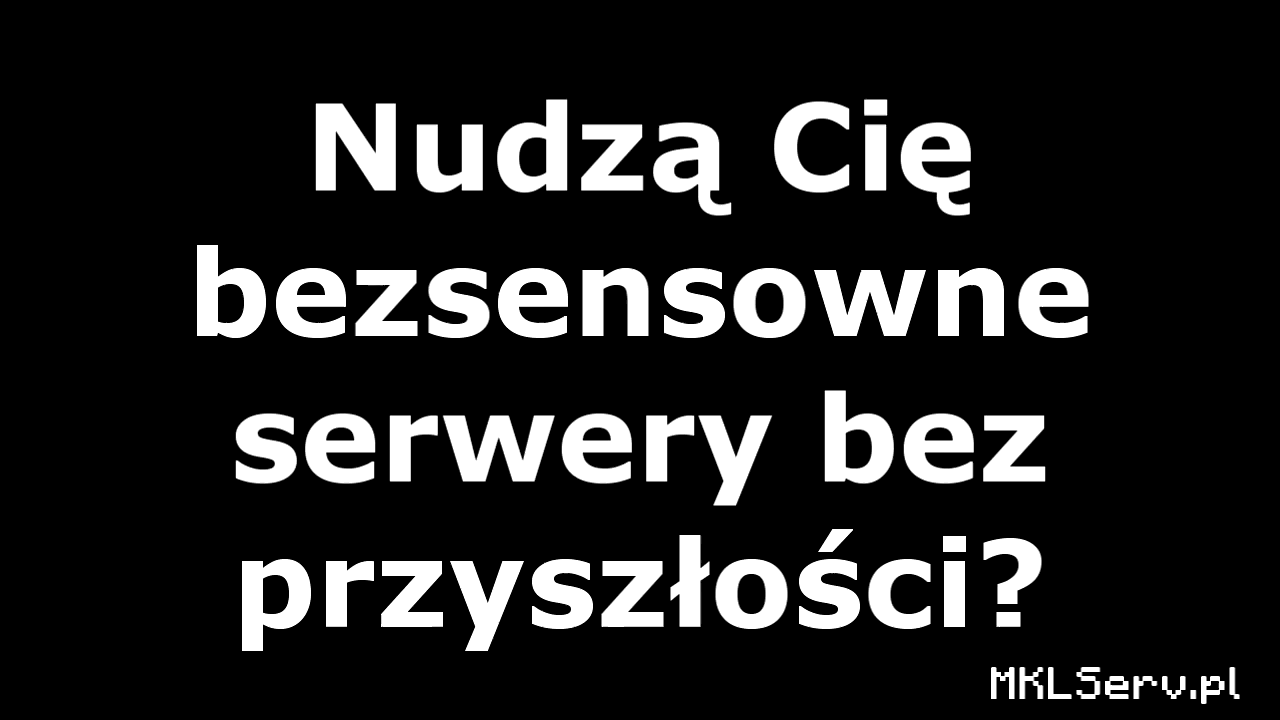 Nudzą Cię
bezsensowne
serwery bez
przyszłości?
MKLServ.pl